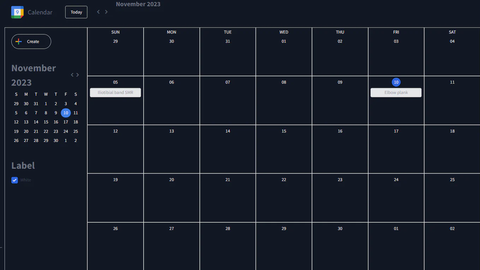 Calendar
Today
November 2023
Create
November
2023
S M T W T F S
29 30 31 1 2 3 4
5 6 7 8 9 10 11
12 13 14 15 16 17 18
19 20 21 22 23 24 25
26 27 28 29 30 1 2
Label
SUN MON TUE WED THU FRI SAT
29 30 31 01 02 03 04
05 06 07 08 09 10 11
12 13 14 15 16 17 18
19 20 21 22 23 24 25
26 27 28 29 30 01 02